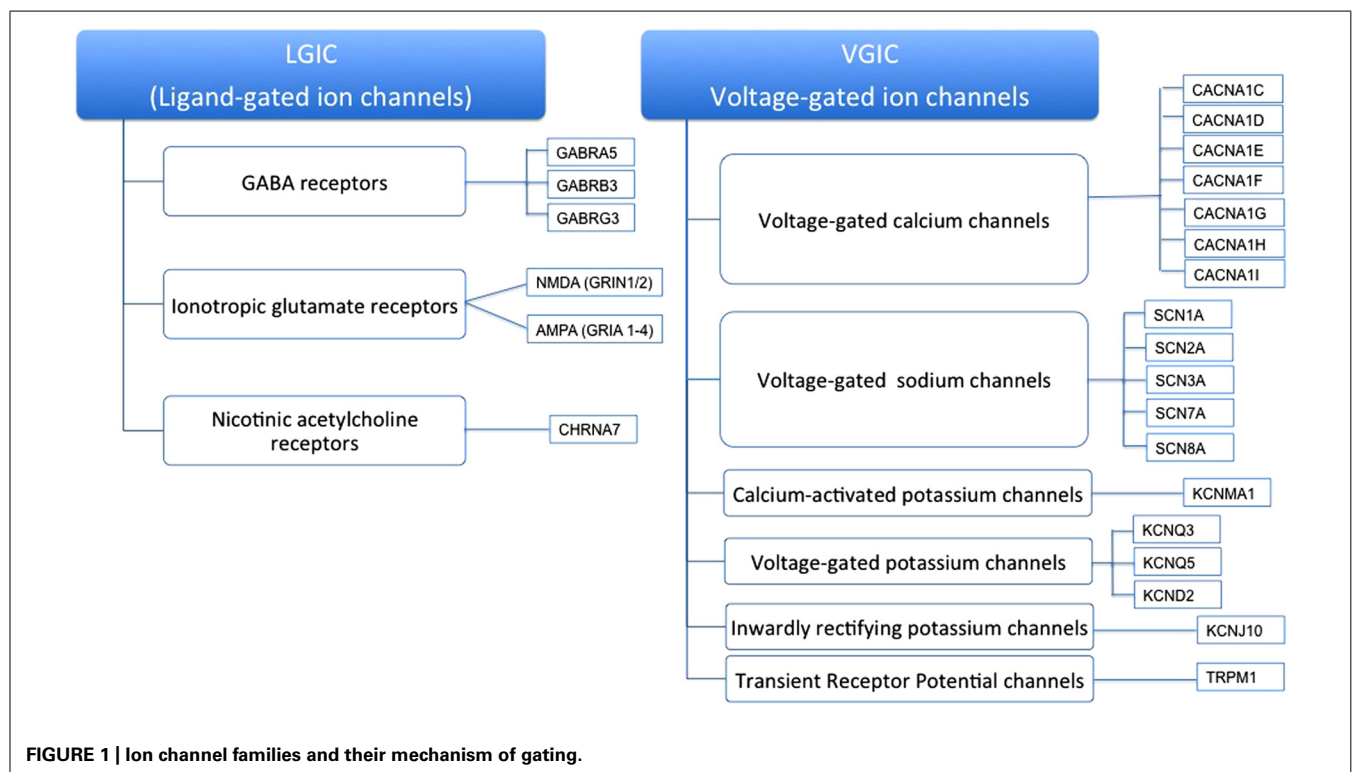 LGIC
(Ligand-gated ion channels)
GABA receptors
GABRA5
GABRB3
GABRG3
Ionotropic glutamate receptors
NMDA (GRIN1/2)
AMPA (GRIA 1-4)
Nicotinic acetylcholine
receptors
CHRNA7
VGIC
Voltage-gated ion channels
Voltage-gated calcium channels
CACNA1C
CACNA1D
CACNA1E
CACNA1F
CACNA1G
CACNA1H
CACNA1I
Voltage-gated sodium channels
SCN1A
SCN2A
SCN3A
SCN7A
SCN8A
Calcium-activated potassium channels
KCNMA1
Voltage-gated potassium channels
KCNQ3
KCNQ5
KCND2
Inwardly rectifying potassium channels
KCNJ10
Transient Receptor Potential channels
TRPM1
FIGURE 1 | Ion channel families and their mechanism of gating.